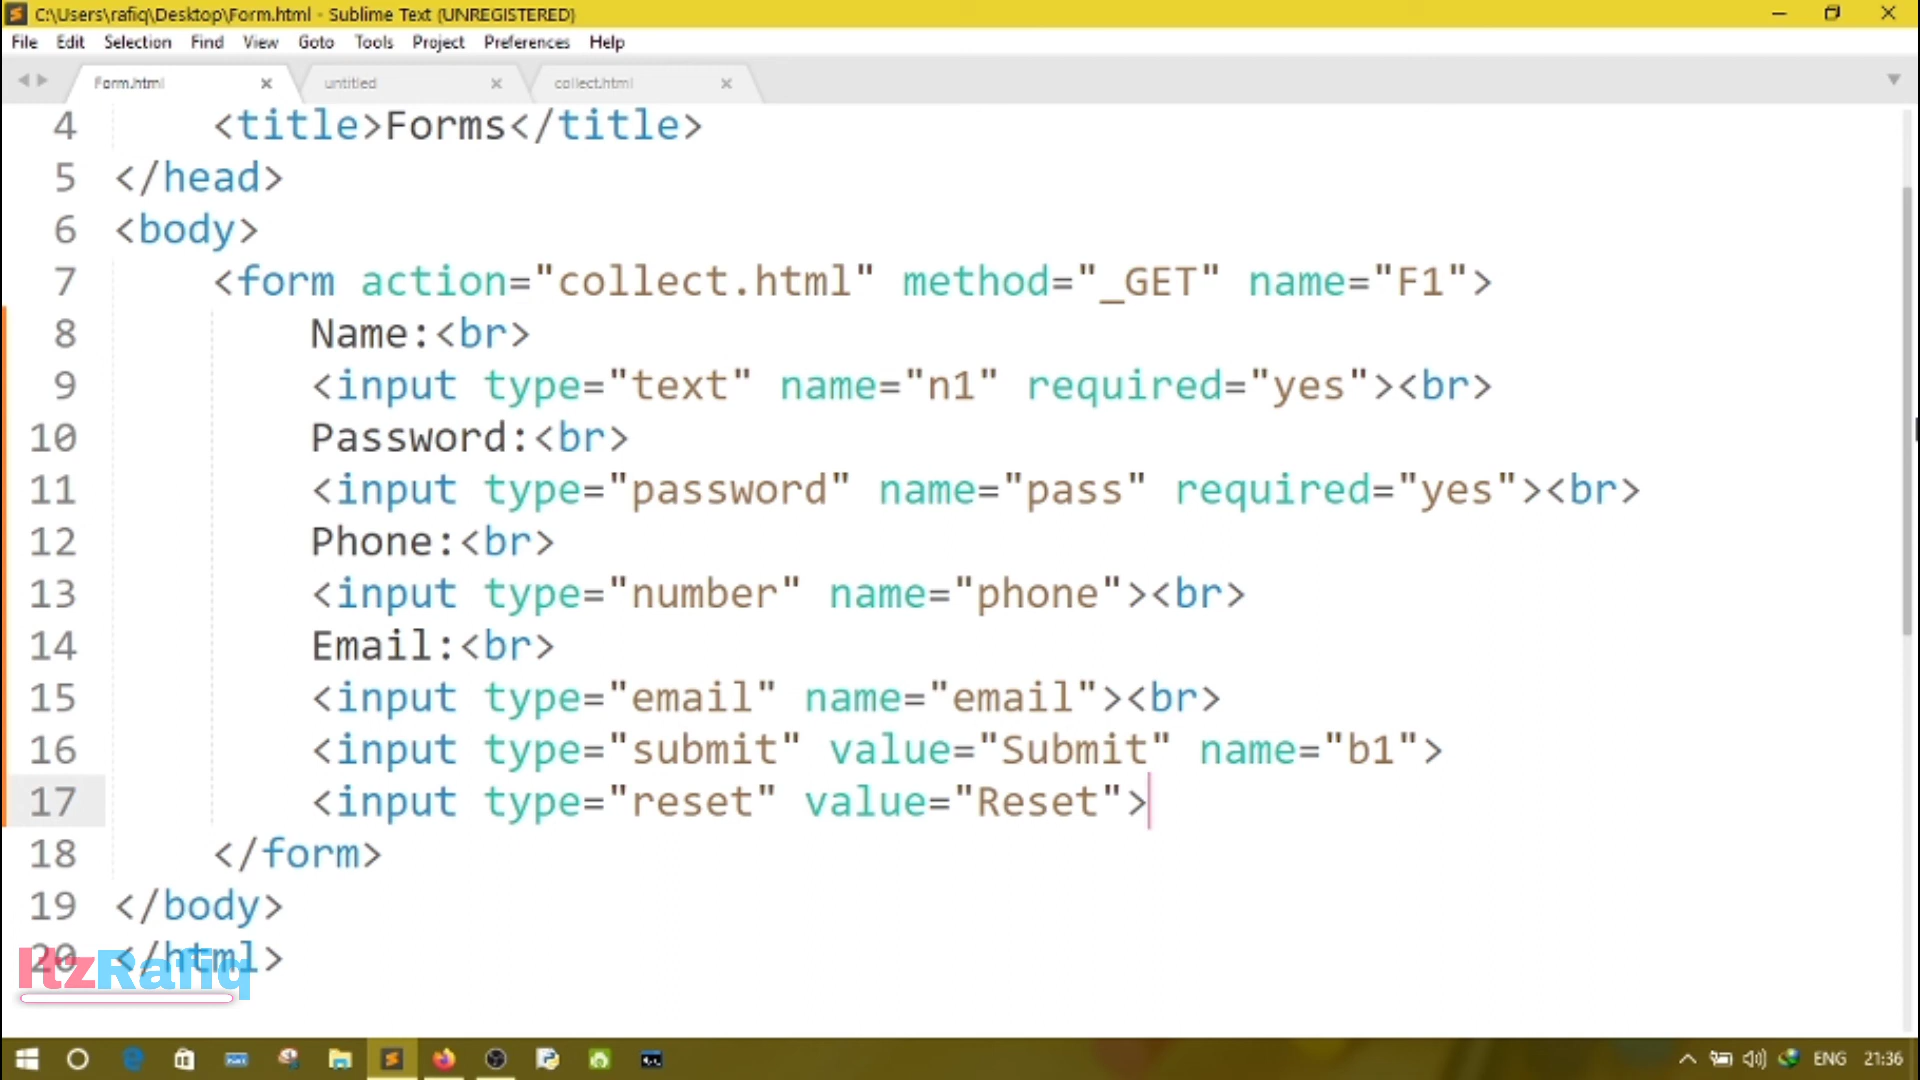 C:\Users\rafiq\Desktop\Form.html - Sublime Text (UNREGISTERED)
File Edit Selection Find View Goto Tools Project Preferences Help
Form.html untitled collect.html
4 <title>Forms</title>
5 </head>
6 <body>
7 <form action="collect.html" method="_GET" name="F1">
8 Name:<br>
9 <input type="text" name="n1" required="yes"><br>
10 Password:<br>
11 <input type="password" name="pass" required="yes"><br>
12 Phone:<br>
13 <input type="number" name="phone"><br>
14 Email:<br>
15 <input type="email" name="email"><br>
16 <input type="submit" value="Submit" name="b1">
17 <input type="reset" value="Reset">
18 </form>
19 </body>
20 </html>
ItzRafiq
ENG 21:36